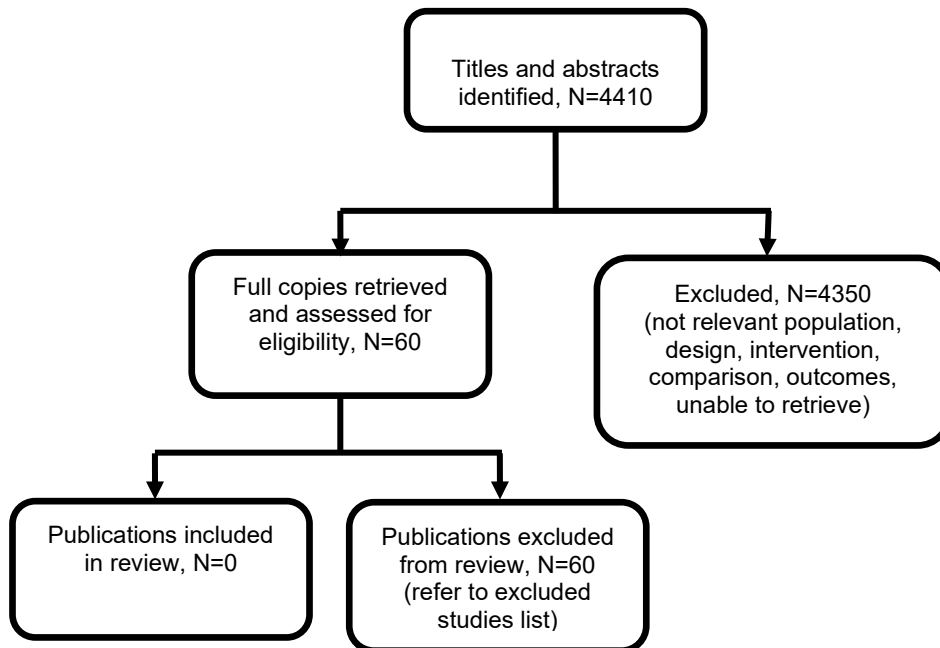 Titles and abstracts
identified, N=4410
Full copies retrieved
and assessed for
eligibility, N=60
Excluded, N=4350
(not relevant population,
design, intervention,
comparison, outcomes,
unable to retrieve)
Publications included
in review, N=0
Publications excluded
from review, N=60
(refer to excluded
studies list)